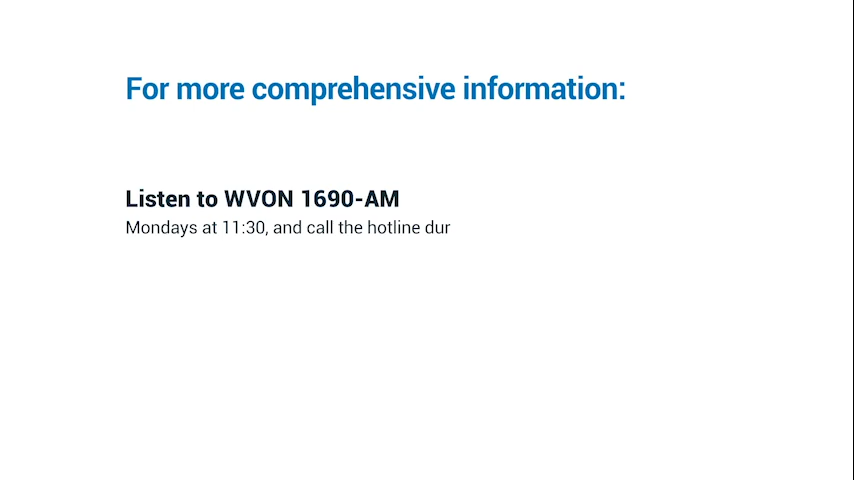 For more comprehensive information:
Listen to WVON 1690-AM
Mondays at 11:30, and call the hotline dur